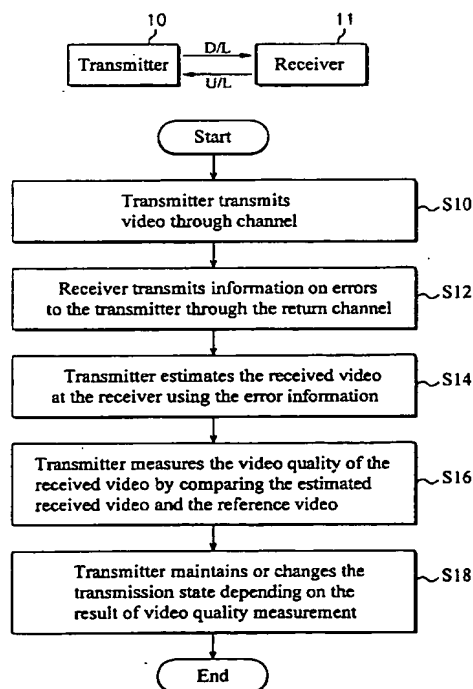 10
11
Transmitter
D/L
U/L
Receiver
Start
Transmitter transmits
video through channel
S10
Receiver transmits information on errors
to the transmitter through the return channel
S12
Transmitter estimates the received video
at the receiver using the error information
S14
Transmitter measures the video quality of the
received video by comparing the estimated
received video and the reference video
S16
Transmitter maintains or changes the
transmission state depending on the
result of video quality measurement
S18
End